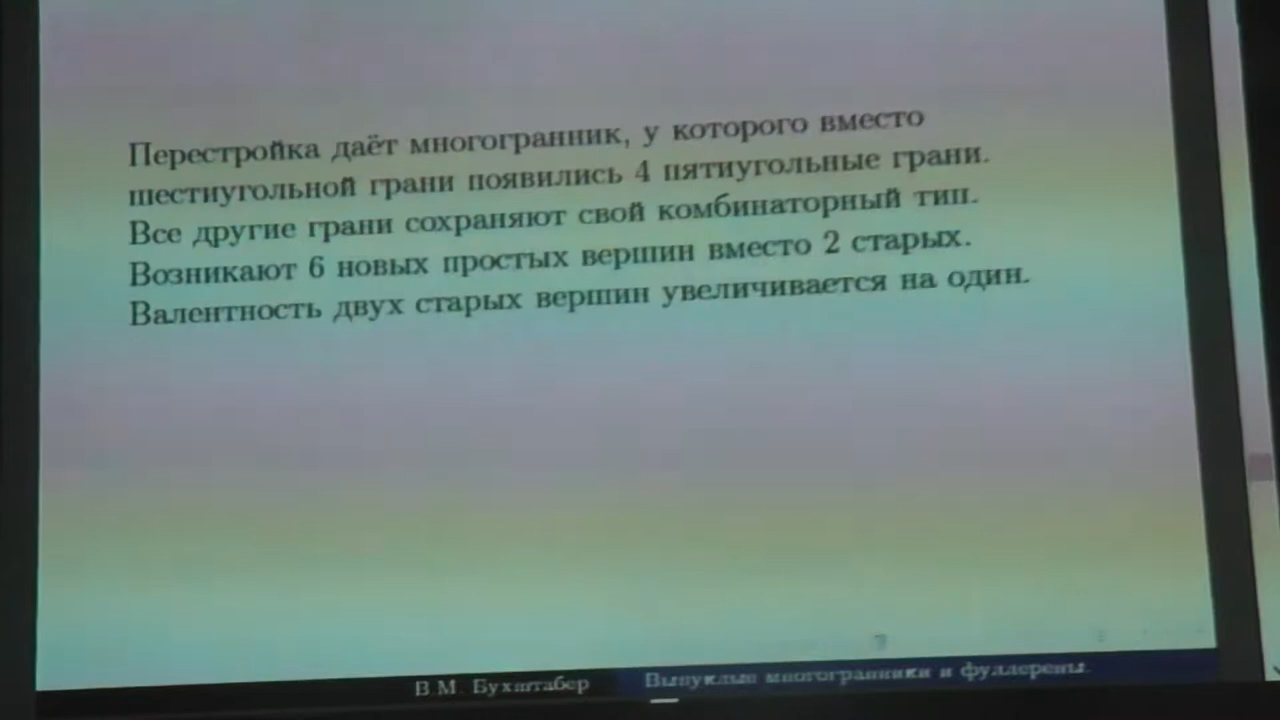 Перестройка даёт многогранник, у которого вместо
шестиугольной грани появились 4 пятиугольные грани.
Все другие грани сохраняют свой комбинаторный тип.
Возникают 6 новых простых вершин вместо 2 старых.
Валентность двух старых вершин увеличивается на один.
В.М. Бухштабер
Выпуклые многогранники и фуллерены.